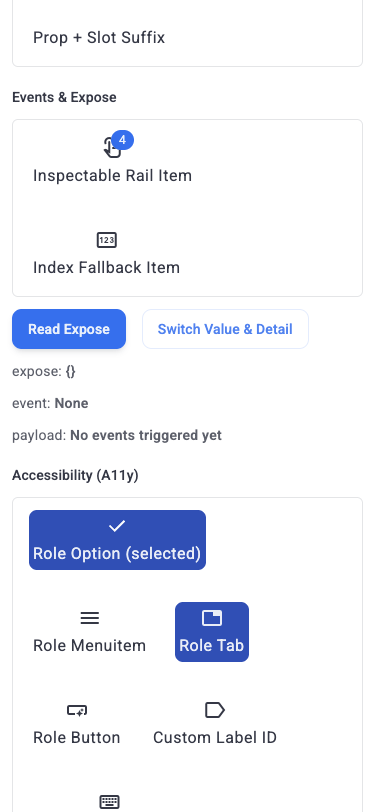 Prop + Slot Suffix
Events & Expose
4
Inspectable Rail Item
123
Index Fallback Item
Read Expose
Switch Value & Detail
expose: {}
event: None
payload: No events triggered yet
Accessibility (A11y)
Role Option (selected)
Role Menuitem
Role Tab
Role Button
Custom Label ID